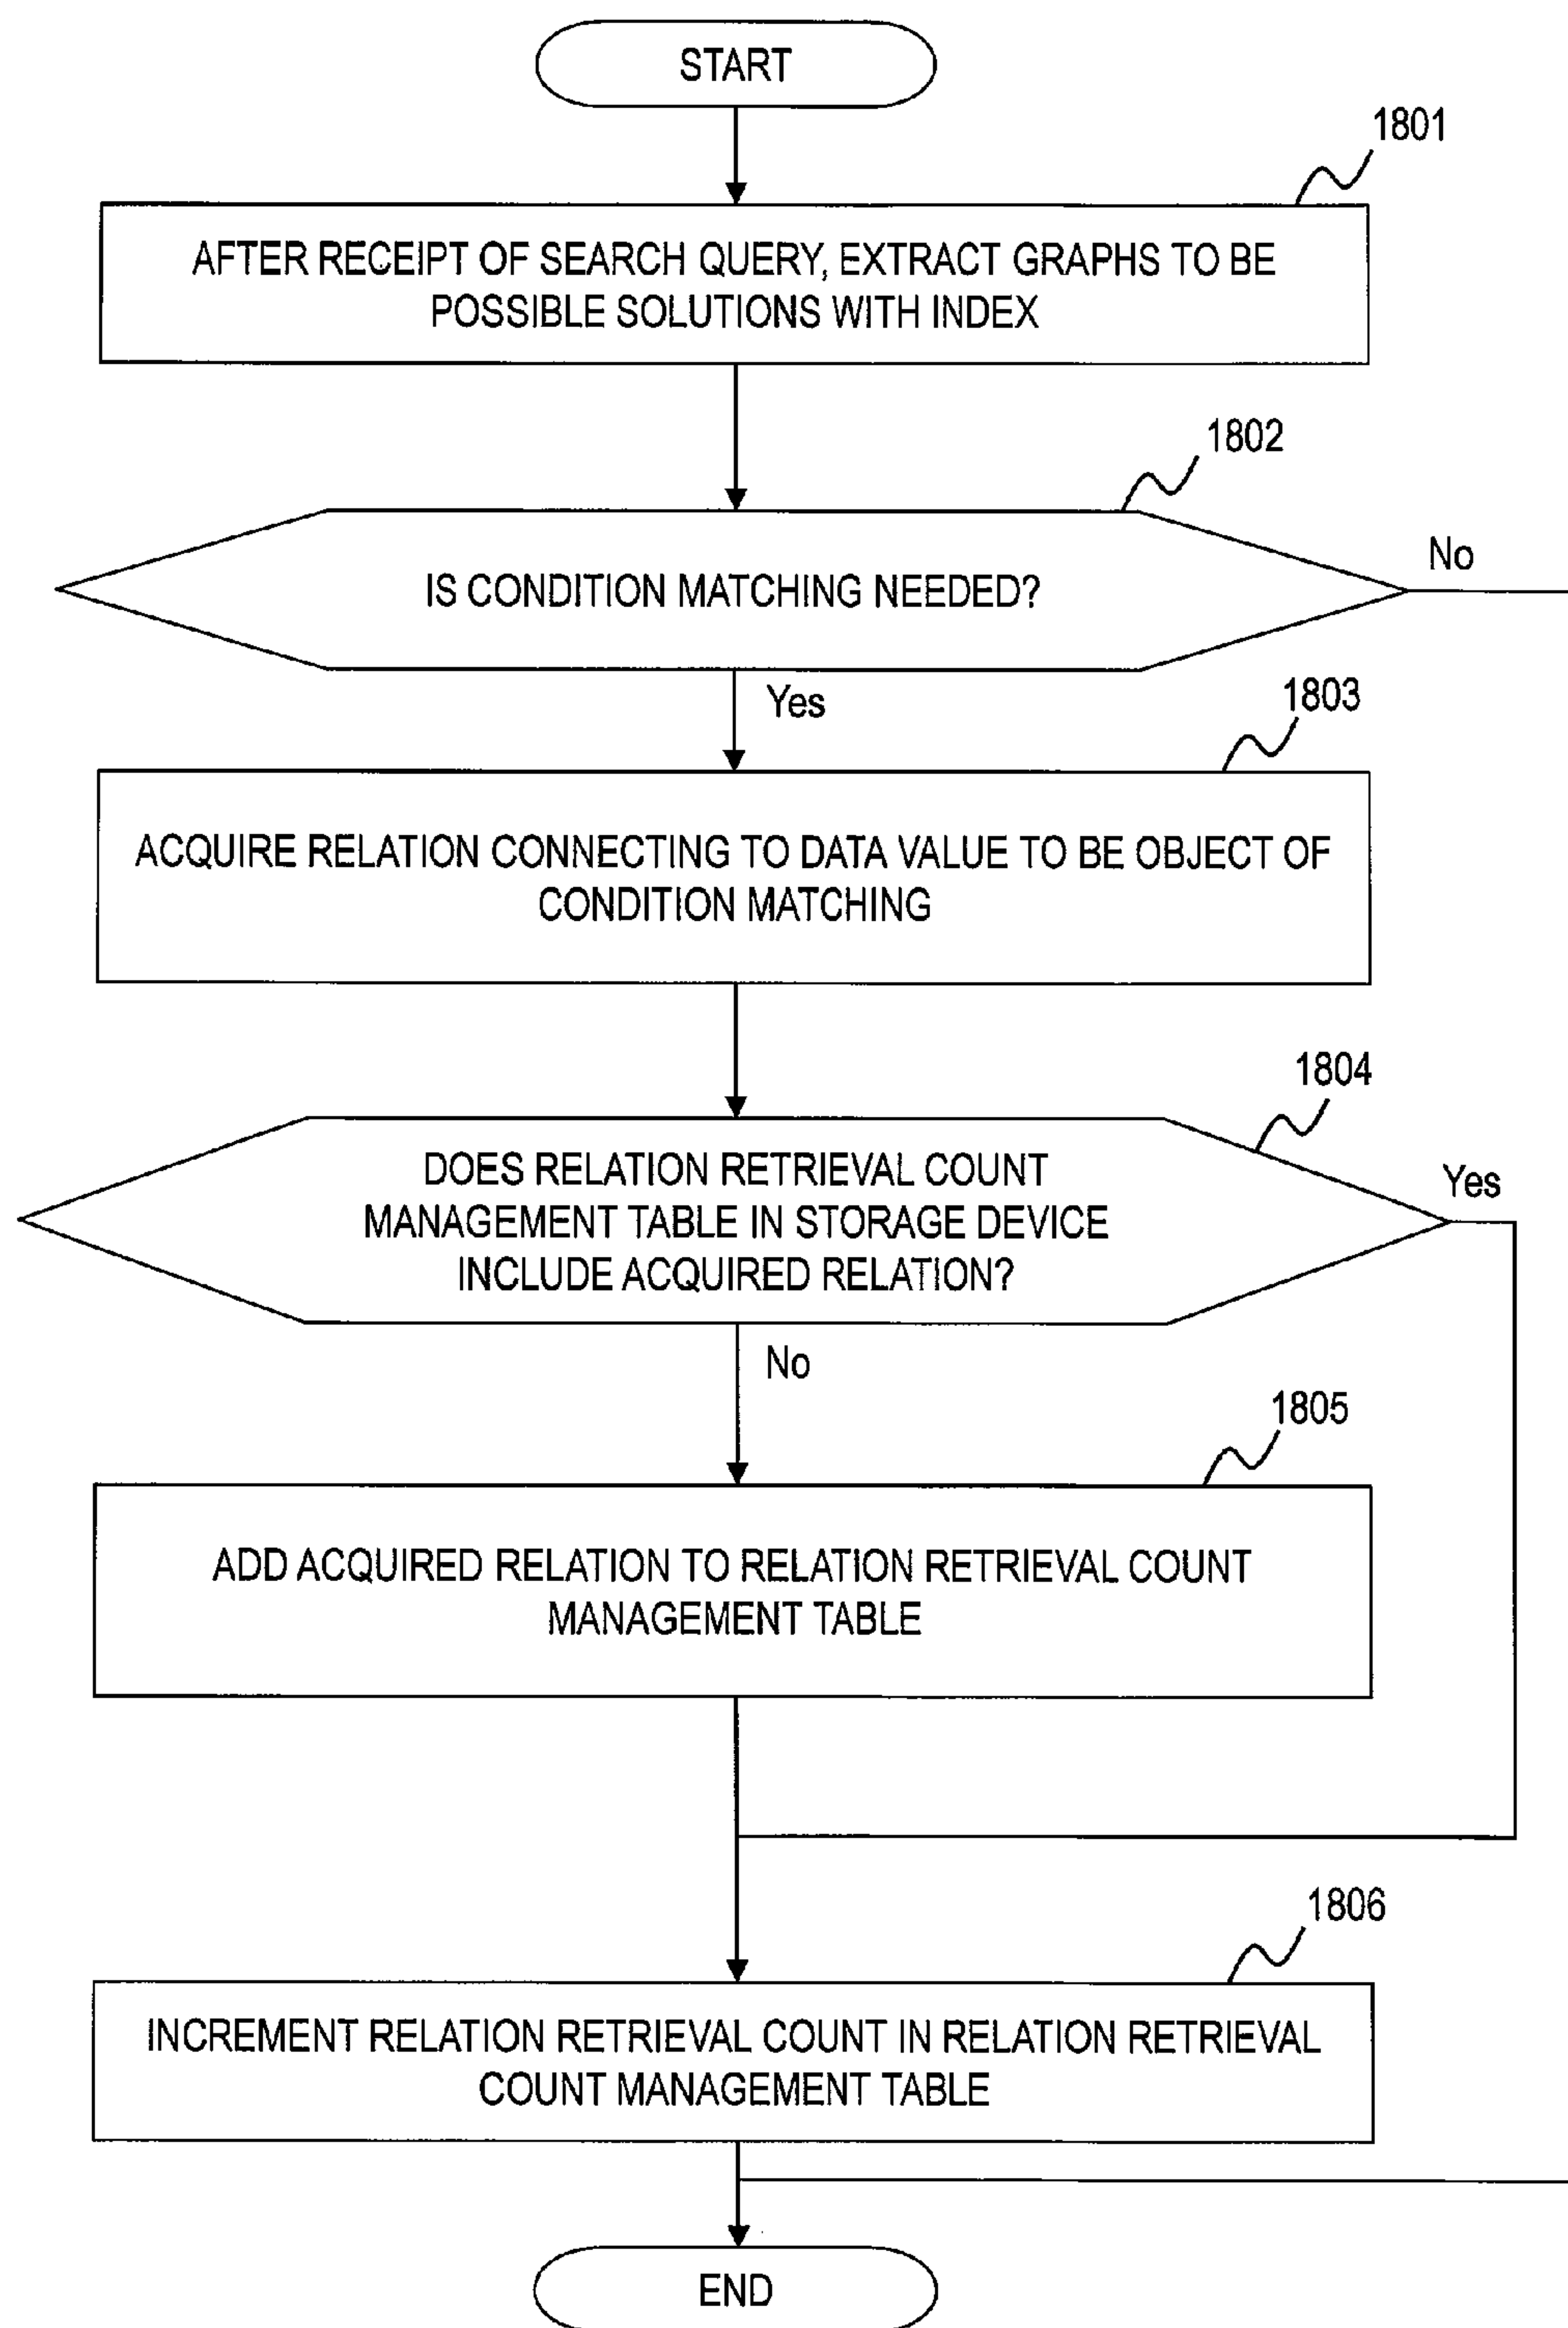 START
1801
AFTER RECEIPT OF SEARCH QUERY, EXTRACT GRAPHS TO BE
POSSIBLE SOLUTIONS WITH INDEX
1802
IS CONDITION MATCHING NEEDED?
No
Yes
1803
ACQUIRE RELATION CONNECTING TO DATA VALUE TO BE OBJECT OF
CONDITION MATCHING
1804
DOES RELATION RETRIEVAL COUNT
MANAGEMENT TABLE IN STORAGE DEVICE
INCLUDE ACQUIRED RELATION?
Yes
No
1805
ADD ACQUIRED RELATION TO RELATION RETRIEVAL COUNT
MANAGEMENT TABLE
1806
INCREMENT RELATION RETRIEVAL COUNT IN RELATION RETRIEVAL
COUNT MANAGEMENT TABLE
END